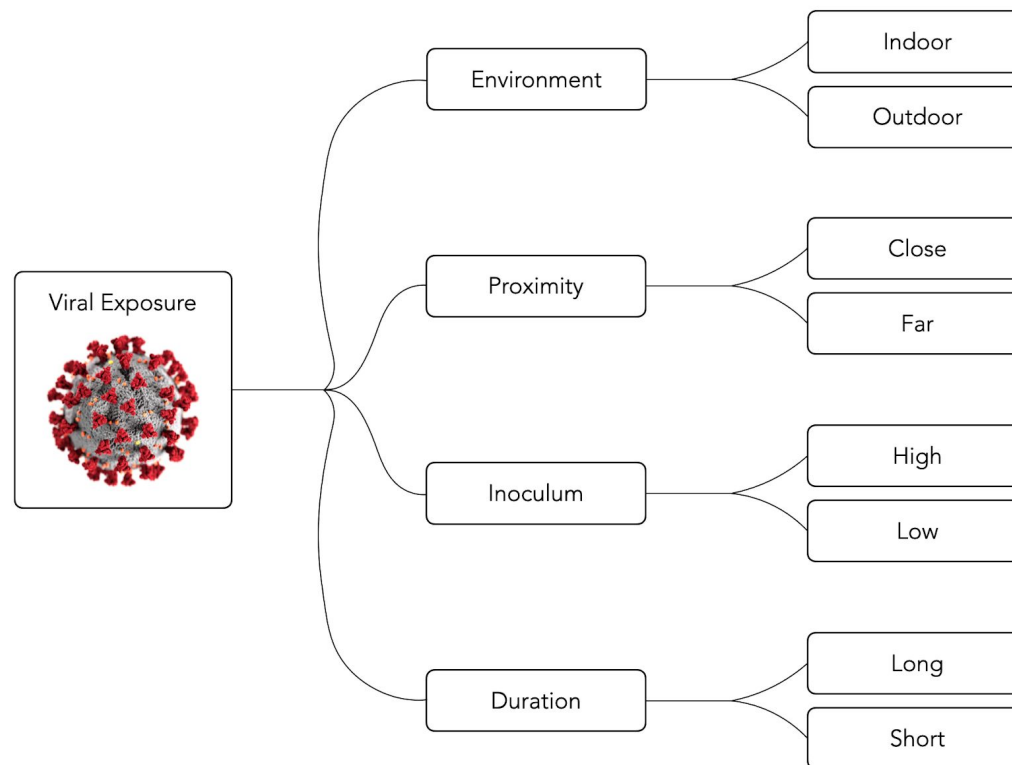 Viral Exposure
Environment
Indoor
Outdoor
Proximity
Close
Far
Inoculum
High
Low
Duration
Long
Short